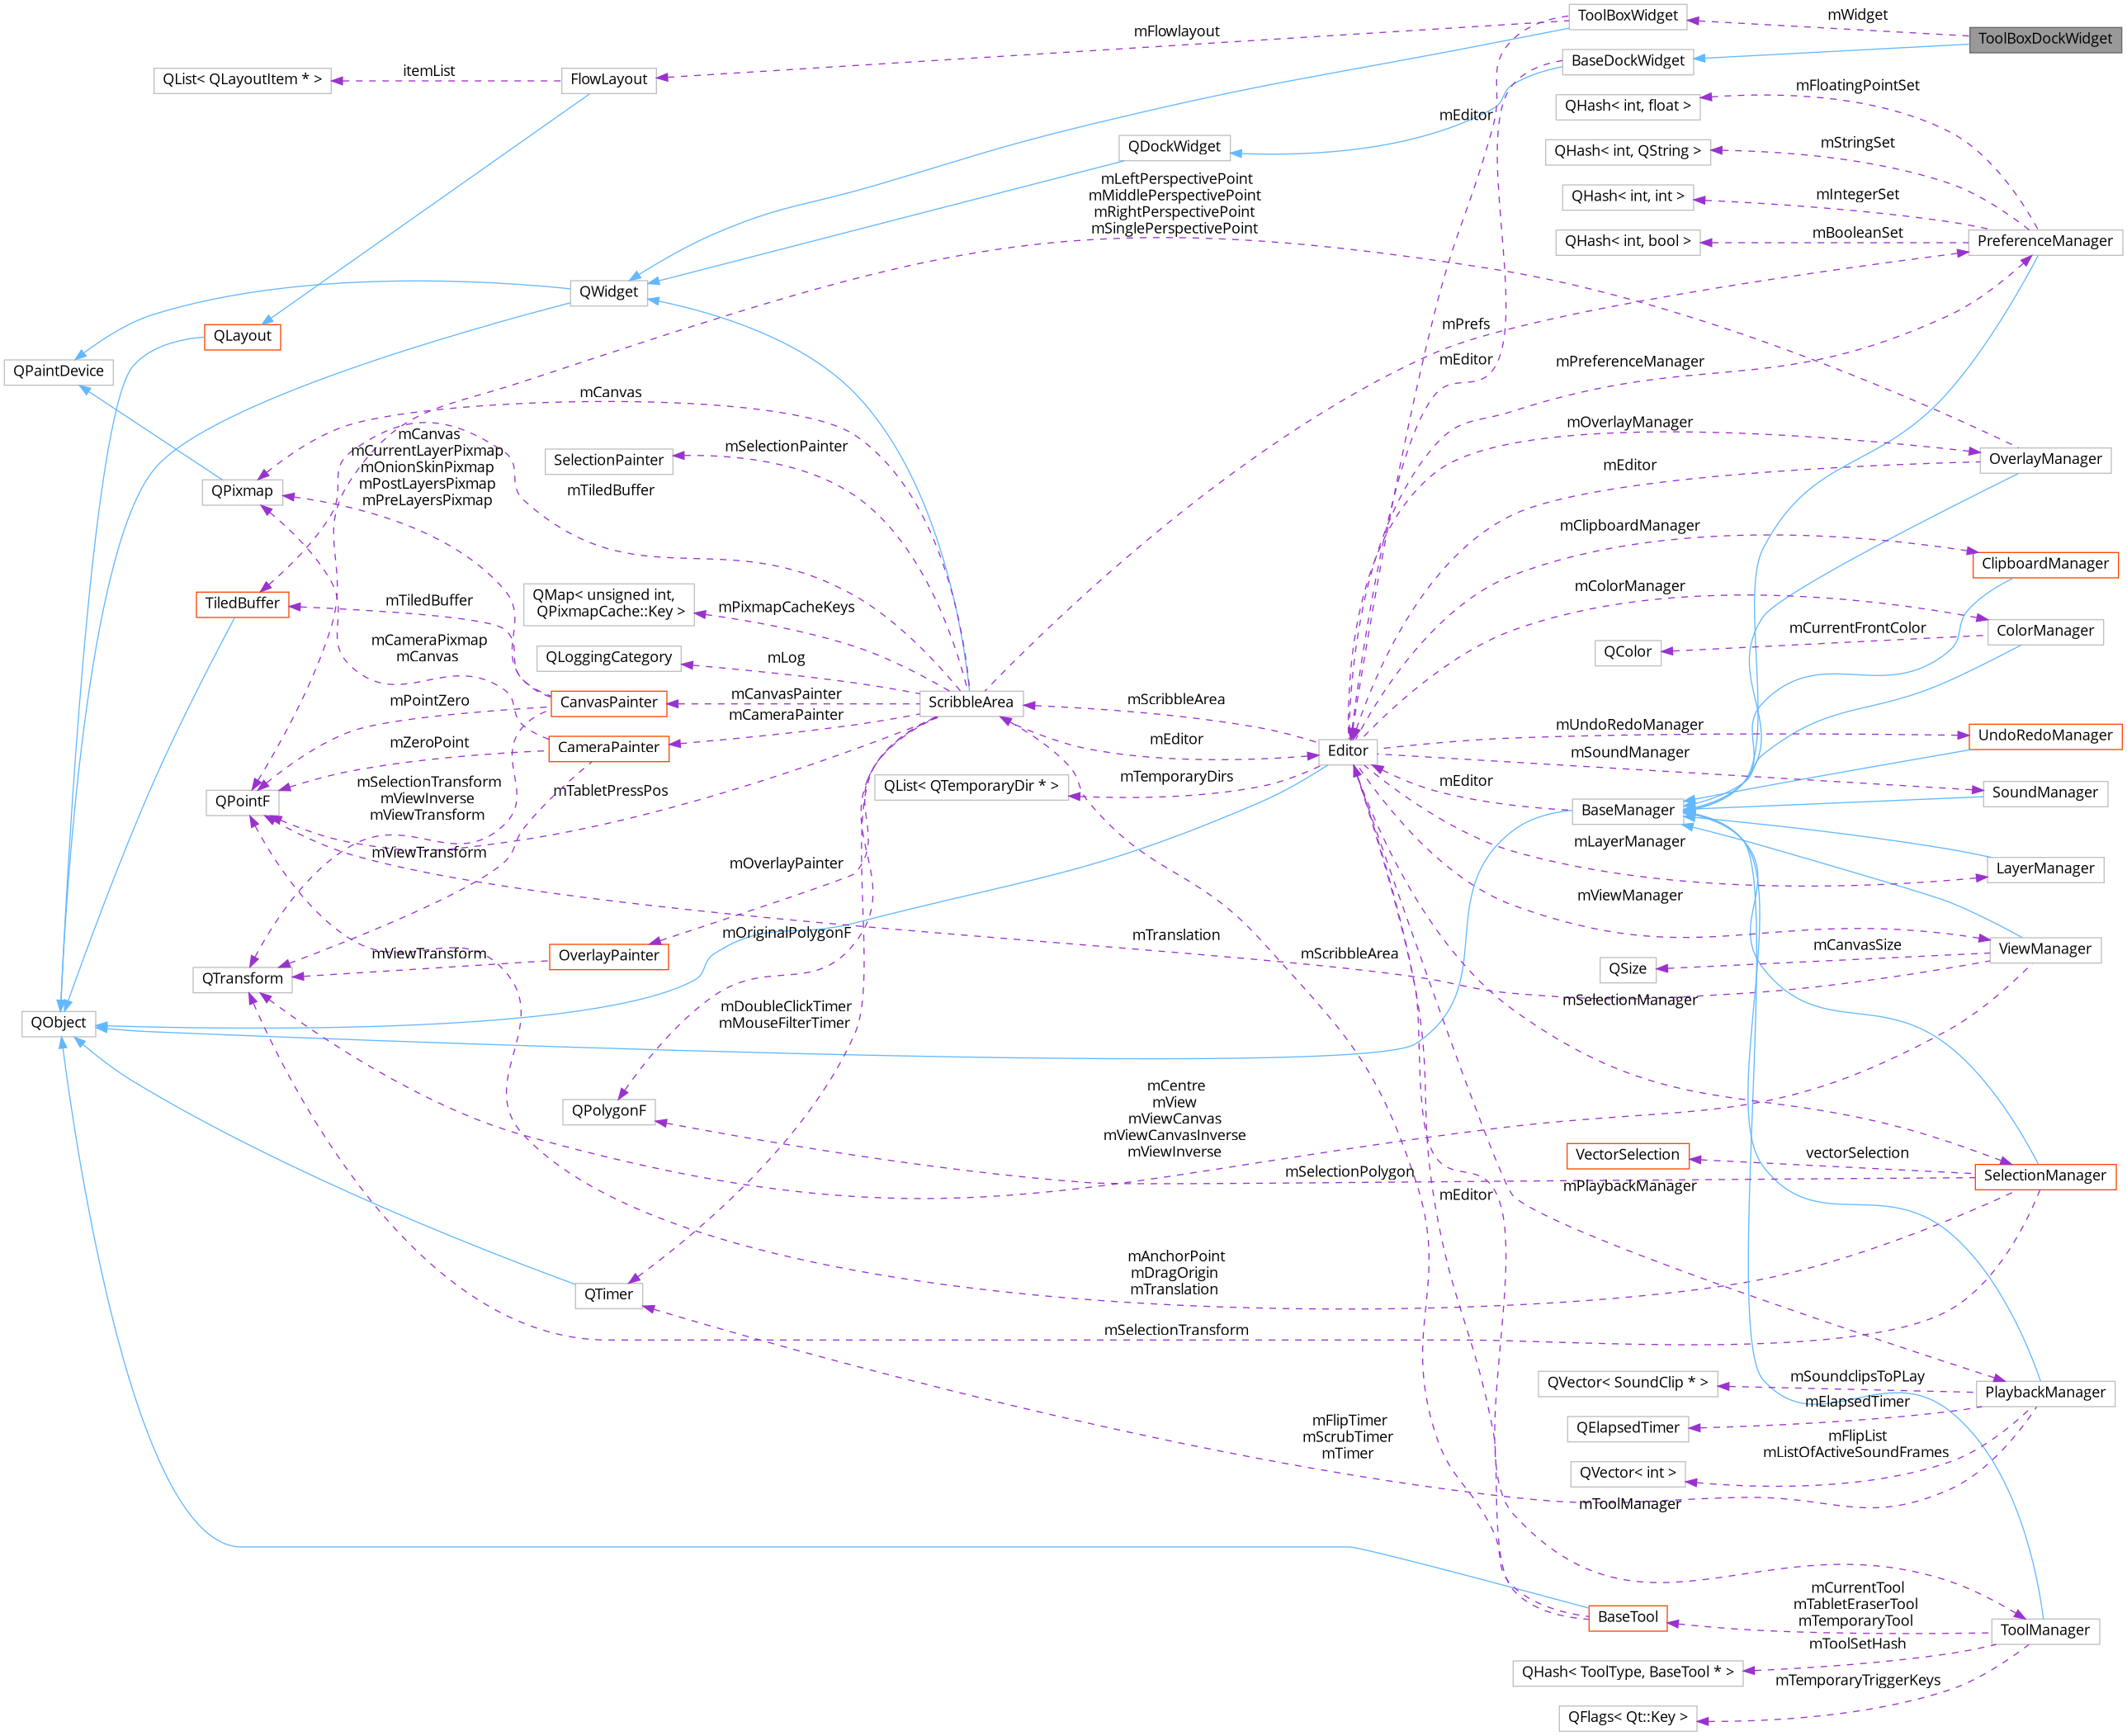 ToolBoxWidget
mWidget
ToolBoxDockWidget
mFlowlayout
BaseDockWidget
QList< QLayoutItem * >
itemList
FlowLayout
mFloatingPointSet
QHash< int, float >
mEditor
QDockWidget
QHash< int, QString >
mStringSet
mLeftPerspectivePoint
mMiddlePerspectivePoint
mRightPerspectivePoint
mSinglePerspectivePoint
QHash< int, int >
mIntegerSet
QHash< int, bool >
mBooleanSet
PreferenceManager
QWidget
QLayout
mPrefs
QPaintDevice
mEditor
mPreferenceManager
mCanvas
mOverlayManager
mCanvas
mCurrentLayerPixmap
mOnionSkinPixmap
mPostLayersPixmap
mPreLayersPixmap
SelectionPainter
mSelectionPainter
mEditor
OverlayManager
QPixmap
mTiledBuffer
mClipboardManager
ClipboardManager
TiledBuffer
mTiledBuffer
QMap< unsigned int,
QPixmapCache::Key >
mPixmapCacheKeys
mColorManager
mCurrentFrontColor
ColorManager
mCameraPixmap
mCanvas
QLoggingCategory
mLog
QColor
mPointZero
CanvasPainter
mCanvasPainter
ScribbleArea
mScribbleArea
mCameraPainter
mZeroPoint
CameraPainter
mEditor
Editor
mUndoRedoManager
UndoRedoManager
mSoundManager
QPointF
mSelectionTransform
mViewInverse
mViewTransform
mTabletPressPos
QList< QTemporaryDir * >
mTemporaryDirs
mEditor
BaseManager
SoundManager
mViewTransform
mOverlayPainter
mLayerManager
LayerManager
mViewManager
mOriginalPolygonF
mTranslation
mCanvasSize
ViewManager
mViewTransform
OverlayPainter
mScribbleArea
QSize
QTransform
mSelectionManager
QObject
mDoubleClickTimer
mMouseFilterTimer
QPolygonF
mCentre
mView
mViewCanvas
mViewCanvasInverse
mViewInverse
VectorSelection
vectorSelection
SelectionManager
mSelectionPolygon
mEditor
mPlaybackManager
mAnchorPoint
mDragOrigin
mTranslation
QTimer
mSelectionTransform
QVector< SoundClip * >
mSoundclipsToPLay
PlaybackManager
mElapsedTimer
QElapsedTimer
mFlipTimer
mScrubTimer
mTimer
mFlipList
mListOfActiveSoundFrames
QVector< int >
mToolManager
mCurrentTool
mTabletEraserTool
mTemporaryTool
BaseTool
ToolManager
mToolSetHash
QHash< ToolType, BaseTool * >
mTemporaryTriggerKeys
QFlags< Qt::Key >